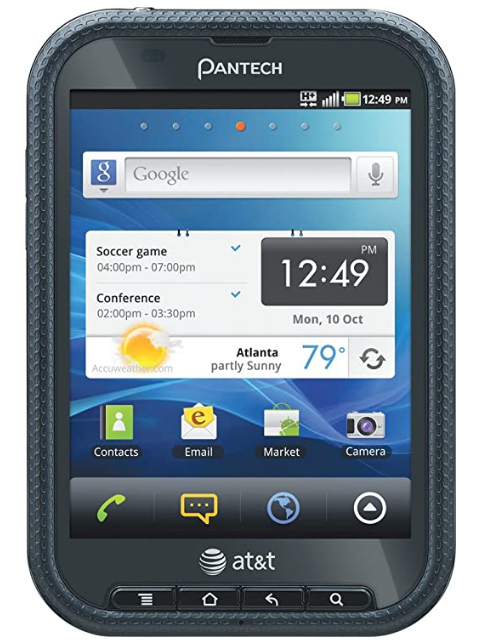 PANTECH
H+ 12:49 PM
g Google
Soccer game
04:00pm - 07:00pm
Conference
02:00pm - 03:30pm
PM
12:49
Mon, 10 Oct
Accuweather.com
Atlanta
partly Sunny
79°
Contacts
e
Email
Market
Camera
at&t